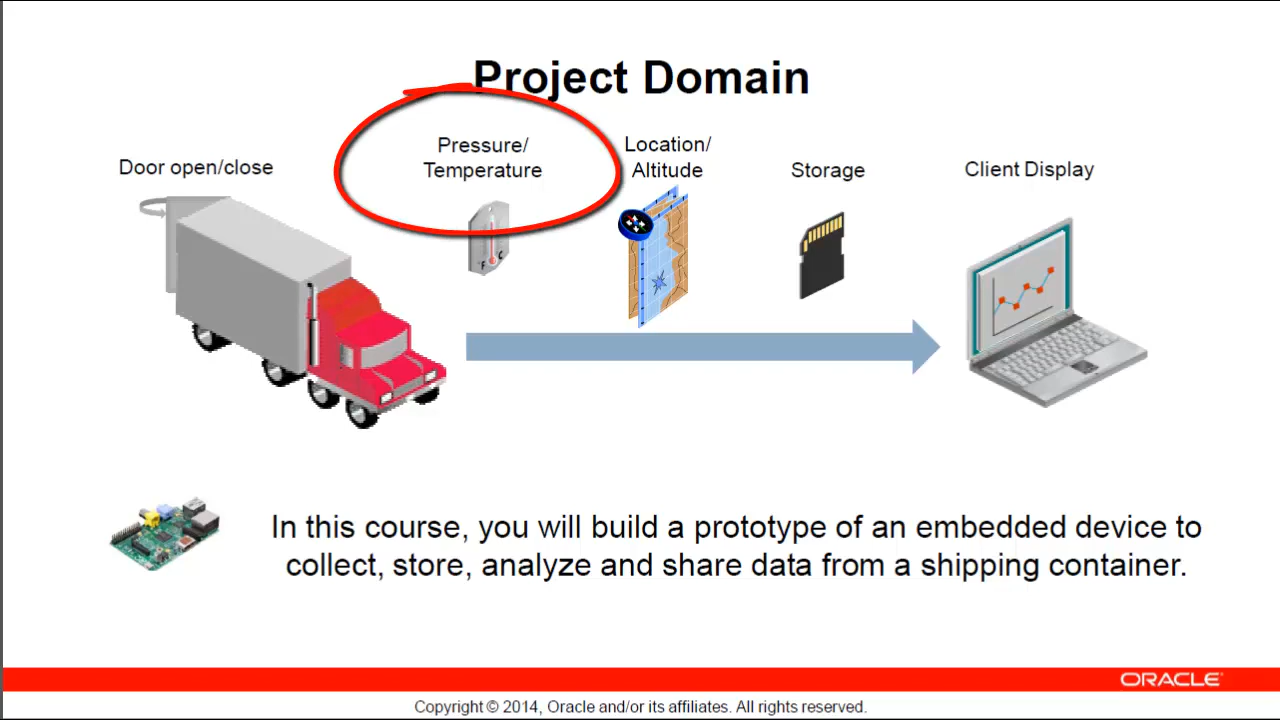 Project Domain
Door open/close
Pressure/
Temperature
Location/
Altitude
Storage
Client Display
F C
In this course, you will build a prototype of an embedded device to
collect, store, analyze and share data from a shipping container.
ORACLE
Copyright © 2014, Oracle and/or its affiliates. All rights reserved.